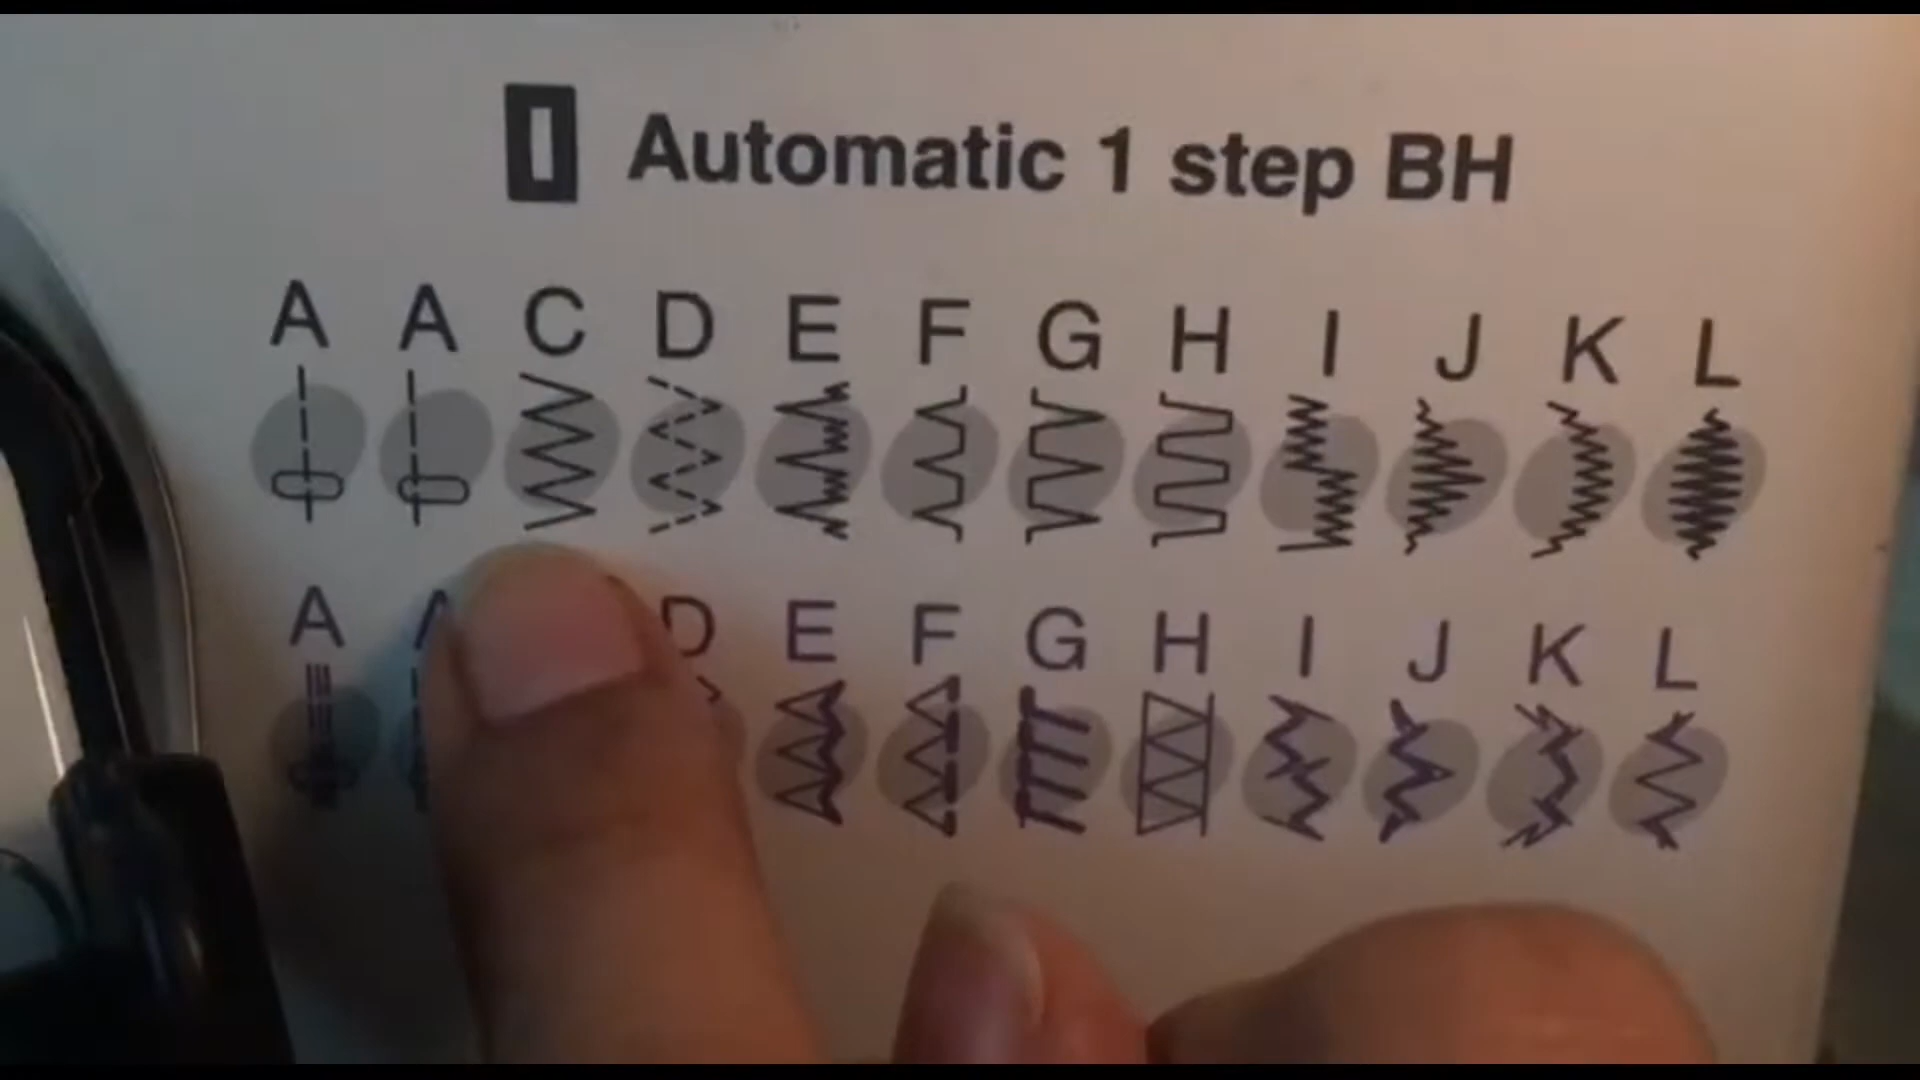 Automatic 1 step BH
A A C D E F G H I J K L
A A D E F G H I J K L